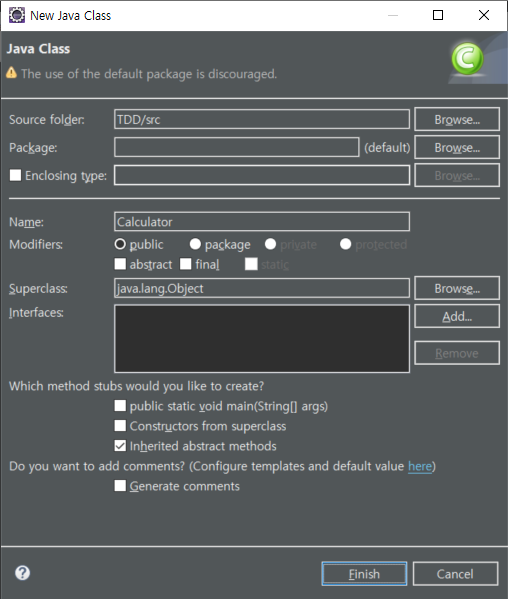 New Java Class
Java Class
The use of the default package is discouraged.
Source folder: TDD/src Browse...
Package: (default) Browse...
Enclosing type: Browse...
Name: Calculator
Modifiers: public package private protected
abstract final static
Superclass: java.lang.Object Browse...
Interfaces: Add...
Remove
Which method stubs would you like to create?
public static void main(String[] args)
Constructors from superclass
Inherited abstract methods
Do you want to add comments? (Configure templates and default value here)
Generate comments
? Finish Cancel